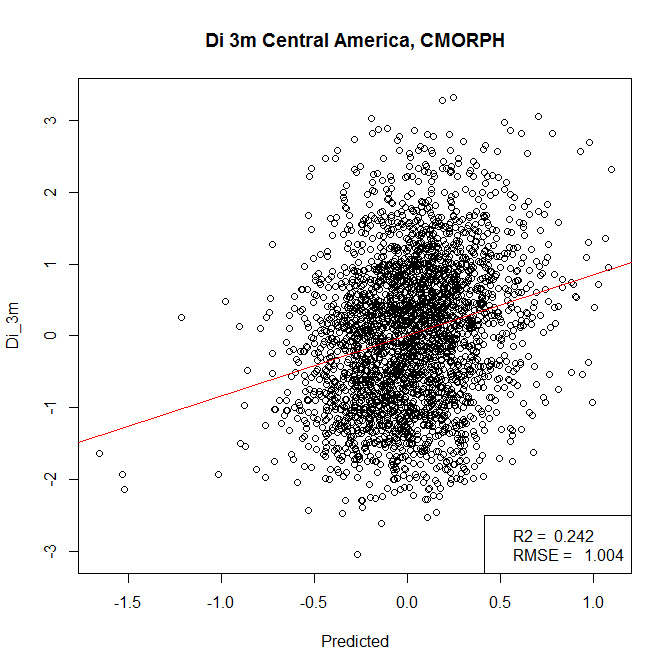 Di 3m Central America, CMORPH
Di_3m
3
2
1
0
-1
-2
-3
R2 = 0.242
RMSE = 1.004
-1.5 -1.0 -0.5 0.0 0.5 1.0
Predicted